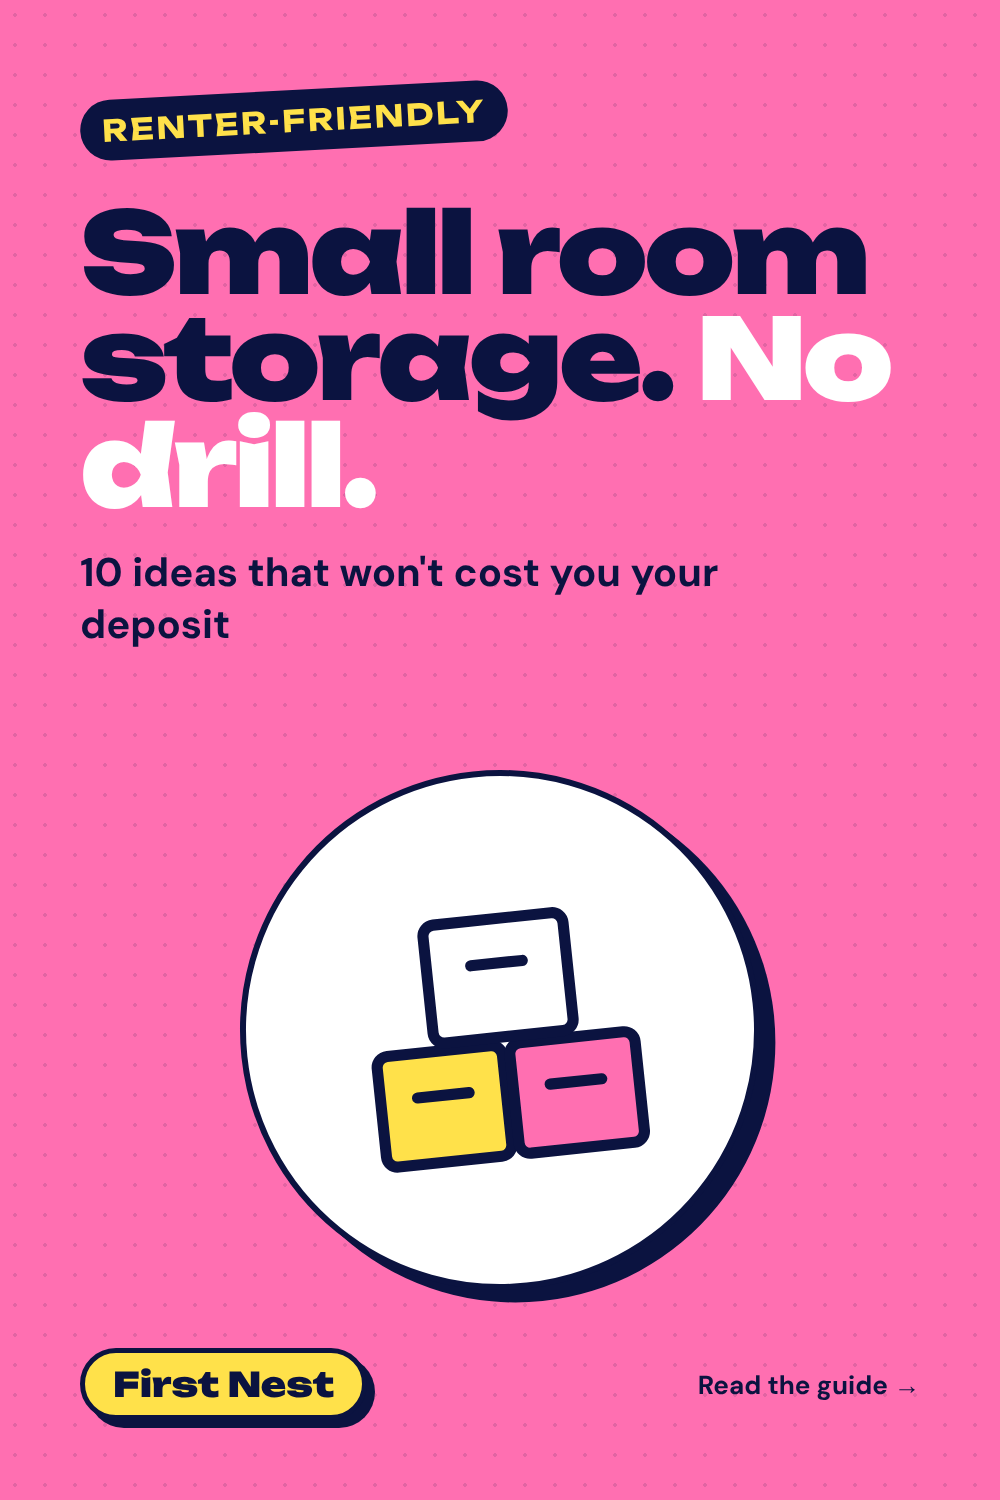 RENTER-FRIENDLY
Small room
storage. No
drill.
10 ideas that won't cost you your
deposit
First Nest
Read the guide →